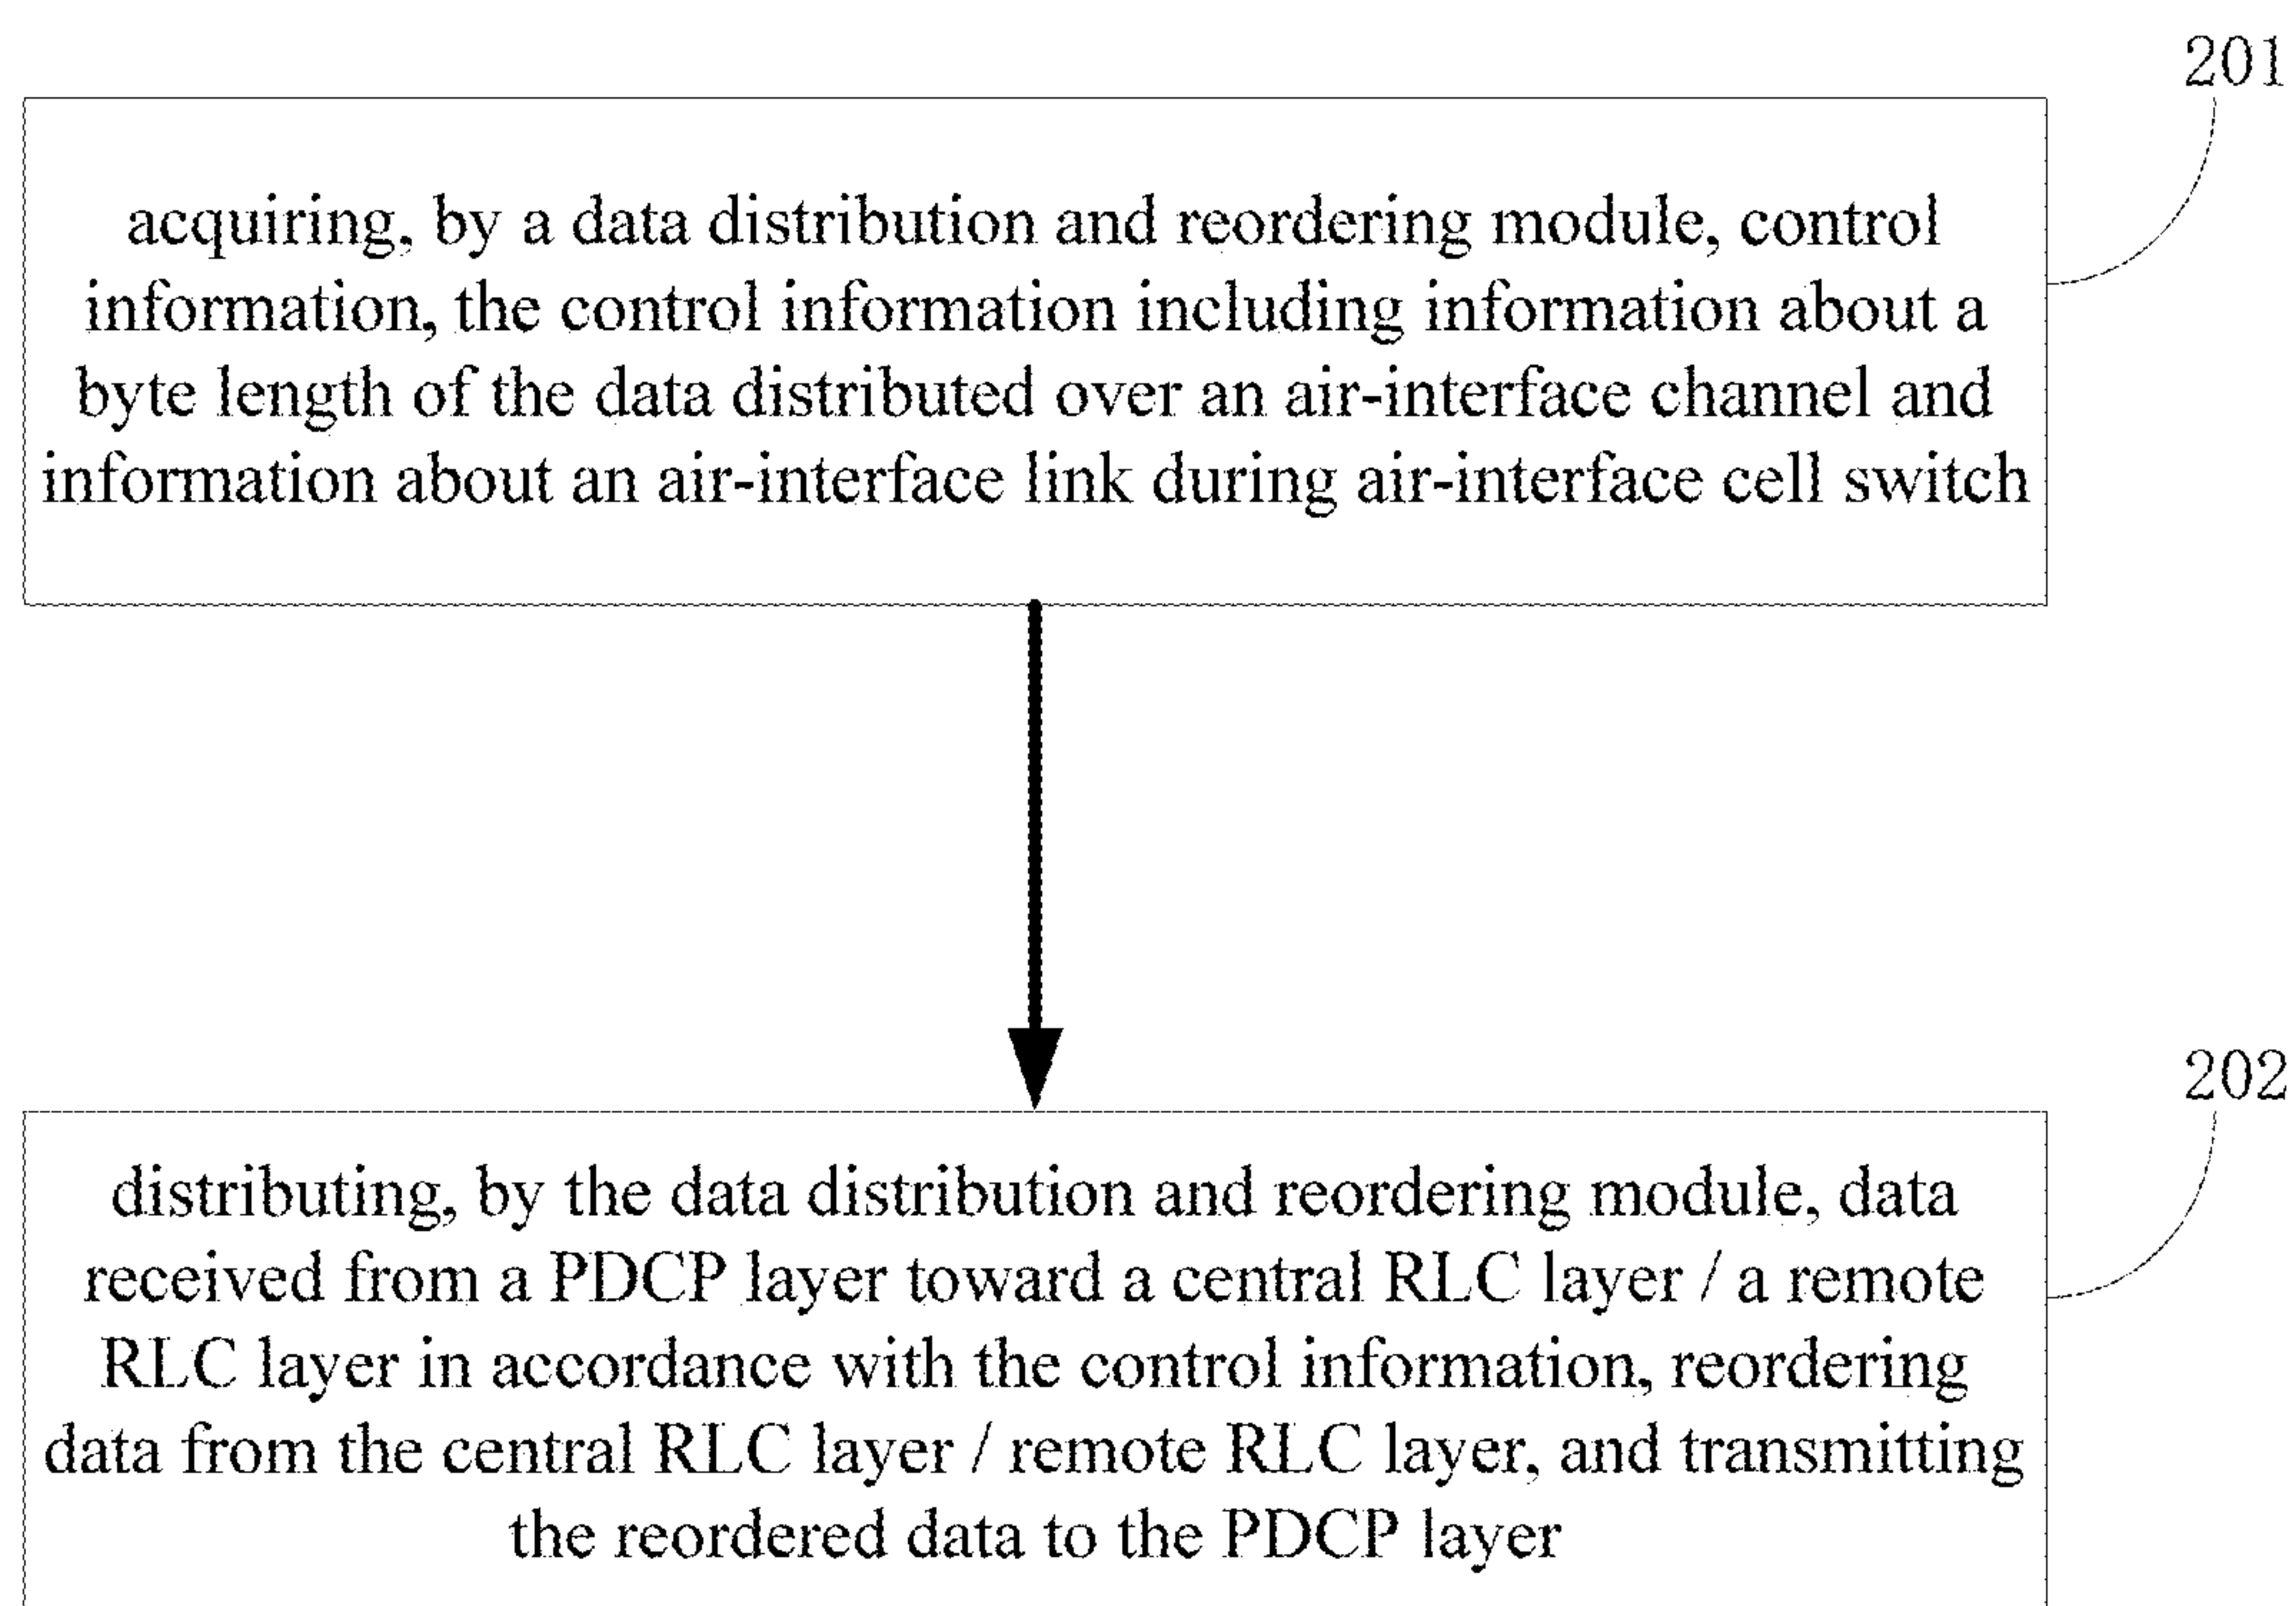 201
acquiring, by a data distribution and reordering module, control
information, the control information including information about a
byte length of the data distributed over an air-interface channel and
information about an air-interface link during air-interface cell switch
202
distributing, by the data distribution and reordering module, data
received from a PDCP layer toward a central RLC layer / a remote
RLC layer in accordance with the control information, reordering
data from the central RLC layer / remote RLC layer, and transmitting
the reordered data to the PDCP layer